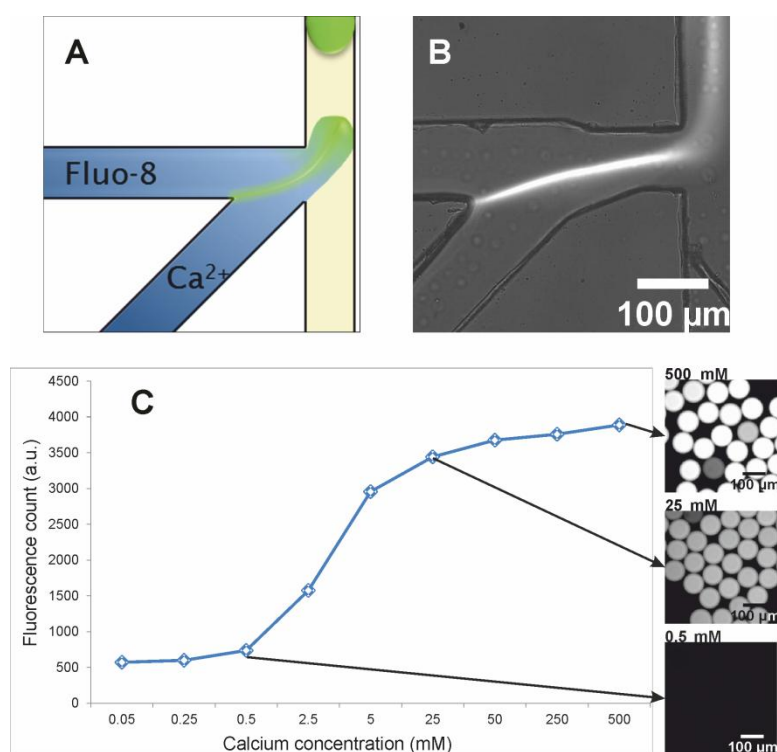 A
Fluo-8
Ca²⁺
B
100 µm
C
Fluorescence count (a.u.)
4500
4000
3500
3000
2500
2000
1500
1000
500
0
0.05 0.25 0.5 2.5 5 25 50 250 500
Calcium concentration (mM)
500 mM
100 µm
25 mM
100 µm
0.5 mM
100 µm